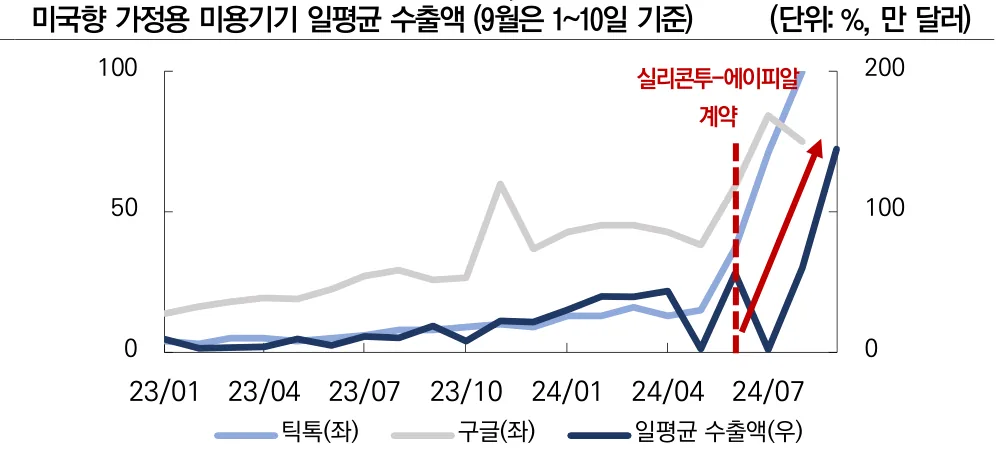 미국향 가정용 미용기기 일평균 수출액 (9월은 1~10일 기준) (단위: %, 만 달러)
100 200
실리콘투-에이피알
계약
50 100
0 0
23/01 23/04 23/07 23/10 24/01 24/04 24/07
틱톡(좌) 구글(좌) 일평균 수출액(우)